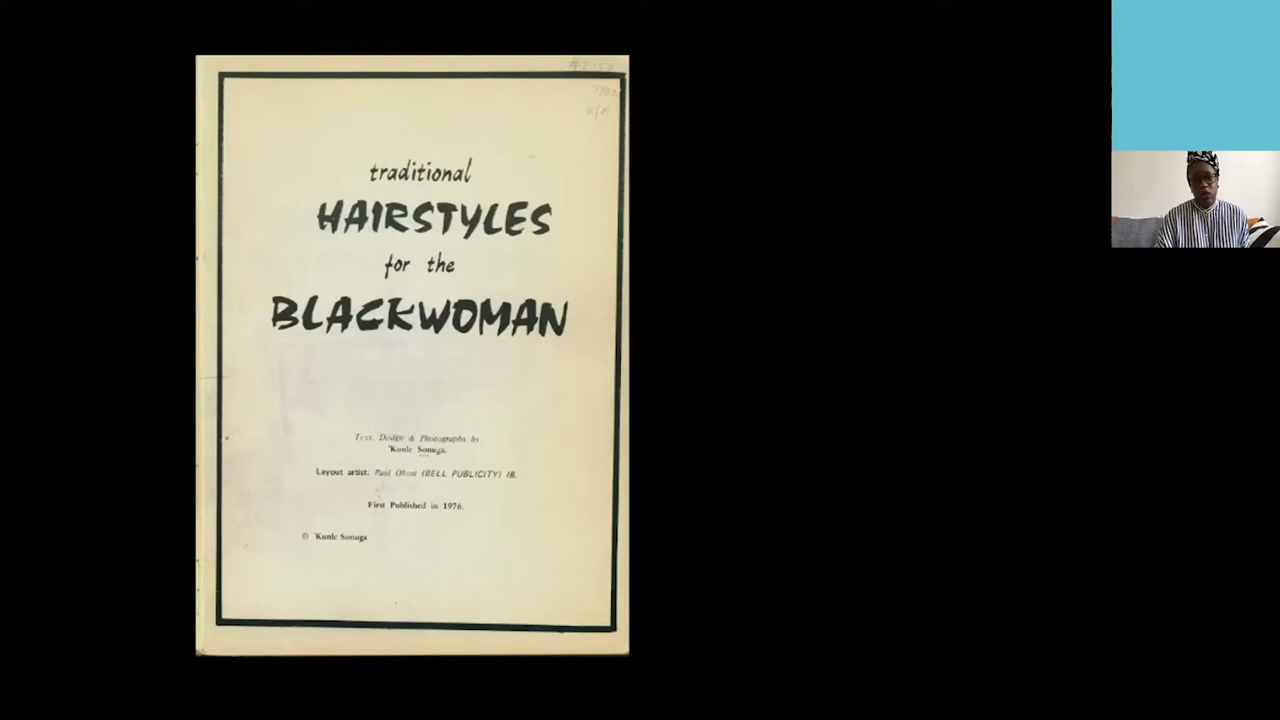 traditional
HAIRSTYLES
for the
BLACKWOMAN
Text, Design & Photographs by
'Kunle Sonuga.
Layout artist: Paul (BELL PUBLICITY) IB.
First Published in 1976.
© 'Kunle Sonuga